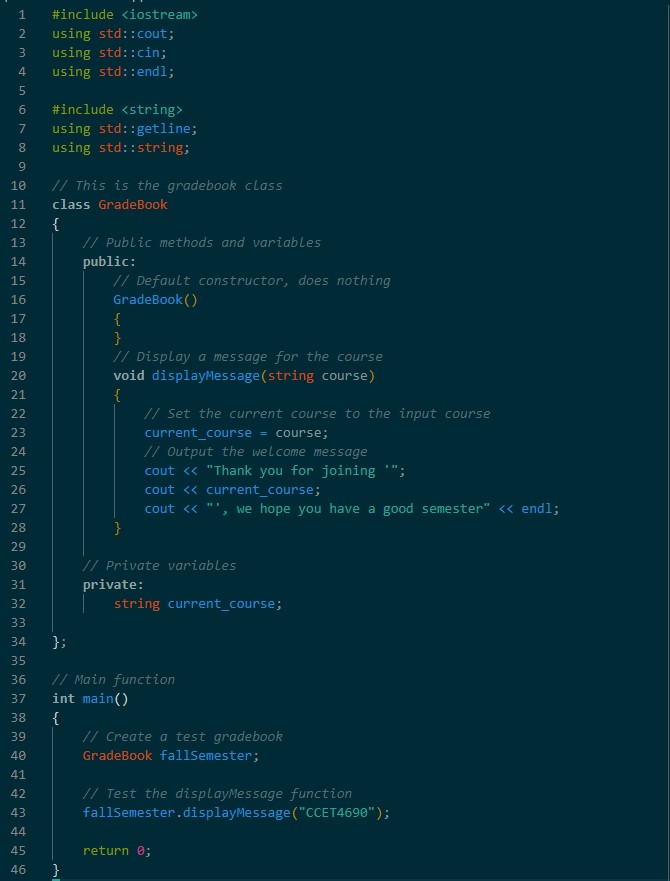 1 #include <iostream>
2 using std::cout;
3 using std::cin;
4 using std::endl;
5
6 #include <string>
7 using std::getline;
8 using std::string;
9
10 // This is the gradebook class
11 class GradeBook
12 {
13     // Public methods and variables
14     public:
15         // Default constructor, does nothing
16         GradeBook()
17         {
18         }
19         // Display a message for the course
20         void displayMessage(string course)
21         {
22             // Set the current course to the input course
23             current_course = course;
24             // Output the welcome message
25             cout << "Thank you for joining '";
26             cout << current_course;
27             cout << "', we hope you have a good semester" << endl;
28         }
29
30     // Private variables
31     private:
32         string current_course;
33
34 };
35
36 // Main function
37 int main()
38 {
39     // Create a test gradebook
40     GradeBook fallSemester;
41
42     // Test the displayMessage function
43     fallSemester.displayMessage("CCET4690");
44
45     return 0;
46 }